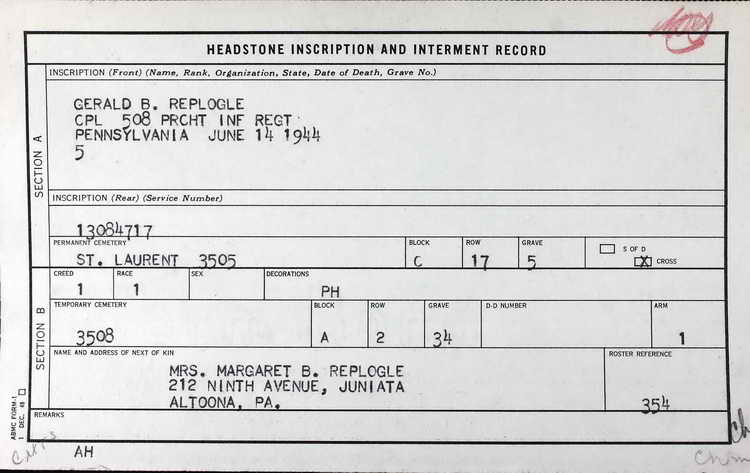 HEADSTONE INSCRIPTION AND INTERMENT RECORD
INSCRIPTION (Front) (Name, Rank, Organization, State, Date of Death, Grave No.)
GERALD B. REPLOGLE
CPL 508 PRCHT INF REGT
PENNSYLVANIA JUNE 14 1944
5
SECTION A
INSCRIPTION (Rear) (Service Number)
13084717
PERMANENT CEMETERY BLOCK ROW GRAVE S OF D
ST. LAURENT 3505 C 17 5 X CROSS
CREED RACE SEX DECORATIONS
1 1 PH
SECTION B
TEMPORARY CEMETERY BLOCK ROW GRAVE D-D NUMBER ARM
3508 A 2 34 1
NAME AND ADDRESS OF NEXT OF KIN ROSTER REFERENCE
MRS. MARGARET B. REPLOGLE
212 NINTH AVENUE, JUNIATA
ALTOONA, PA. 354
REMARKS
ABMC FORM-1
1 DEC. 48
AH